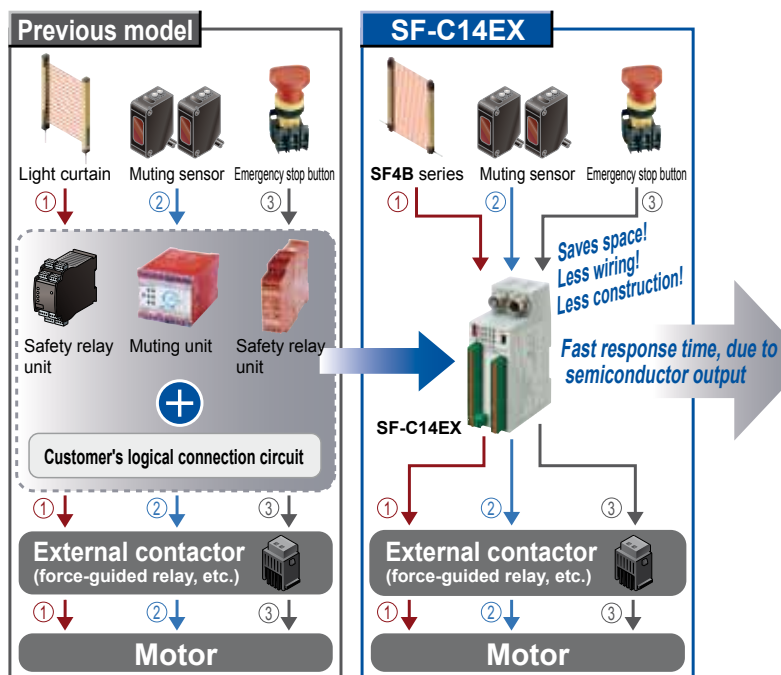 Previous model
Light curtain
Muting sensor
Emergency stop button
① ② ③
Safety relay
unit
Muting unit
Safety relay
unit
+
Customer's logical connection circuit
① ② ③
External contactor
(force-guided relay, etc.)
① ② ③
Motor
SF-C14EX
SF4B series
Muting sensor
Emergency stop button
① ② ③
Saves space!
Less wiring!
Less construction!
Fast response time, due to
semiconductor output
SF-C14EX
① ② ③
External contactor
(force-guided relay, etc.)
① ② ③
Motor